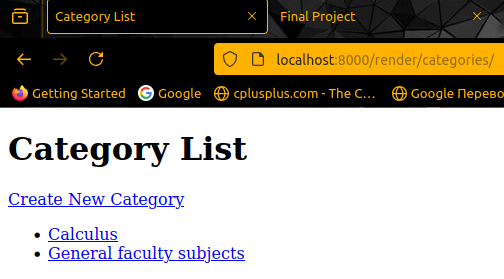 Category List
Final Project
localhost:8000/render/categories/
Getting Started
Google
cplusplus.com - The C…
Google Перево
Category List
Create New Category
Calculus
General faculty subjects